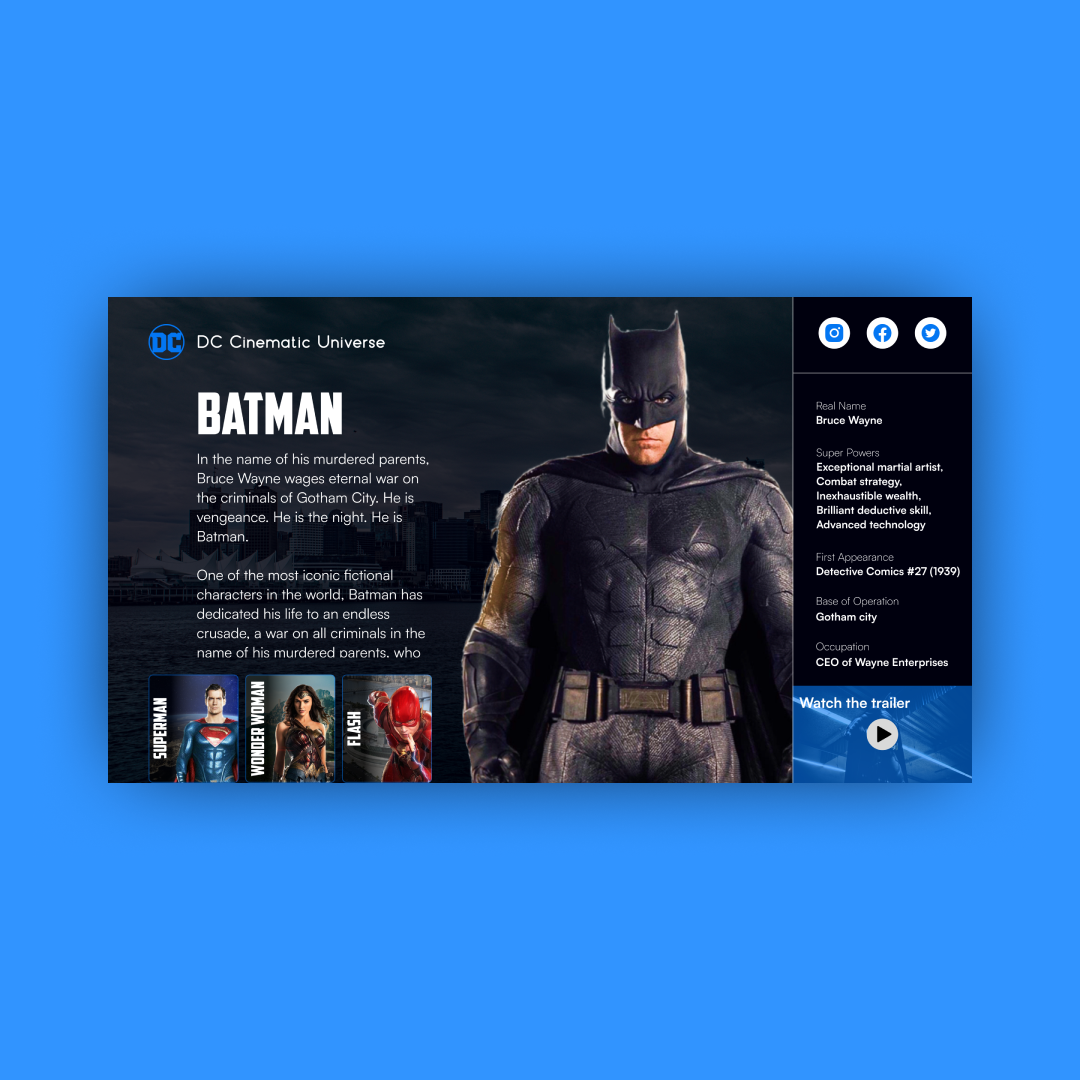 DC
DC Cinematic Universe
BATMAN
In the name of his murdered parents,
Bruce Wayne wages eternal war on
the criminals of Gotham City. He is
vengeance. He is the night. He is
Batman.
One of the most iconic fictional
characters in the world, Batman has
dedicated his life to an endless
crusade, a war on all criminals in the
name of his murdered parents, who
SUPERMAN
WONDER WOMAN
FLASH
Real Name
Bruce Wayne
Super Powers
Exceptional martial artist,
Combat strategy,
Inexhaustible wealth,
Brilliant deductive skill,
Advanced technology
First Appearance
Detective Comics #27 (1939)
Base of Operation
Gotham city
Occupation
CEO of Wayne Enterprises
Watch the trailer